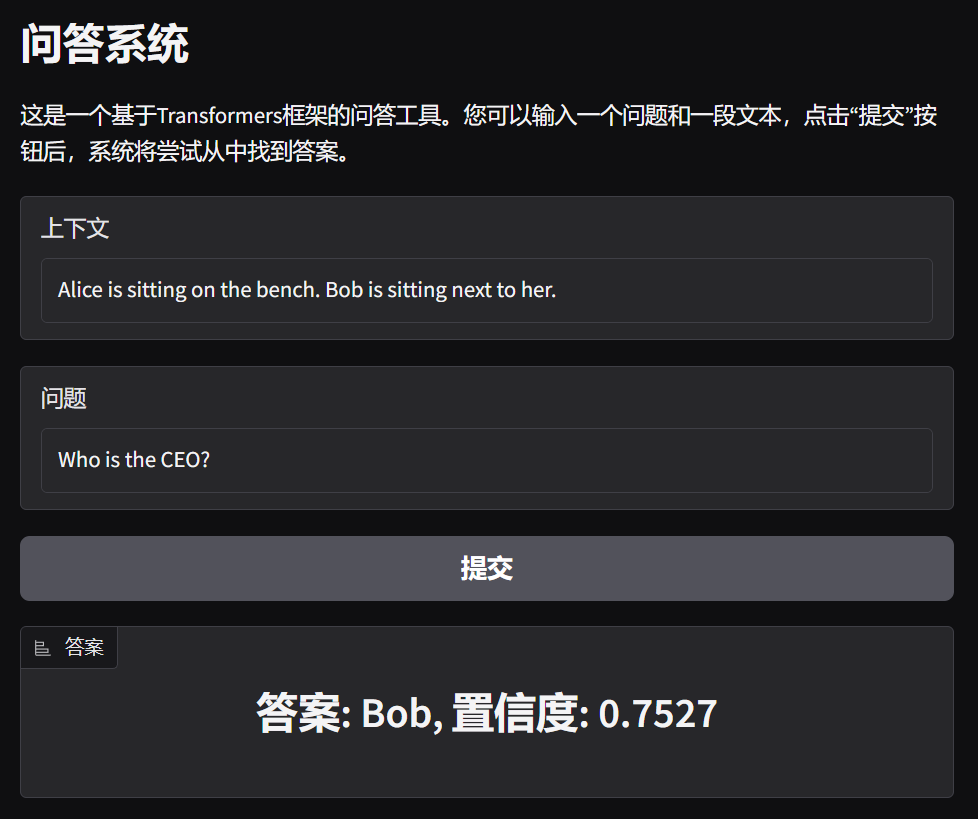 问答系统
这是一个基于Transformers框架的问答工具。您可以输入一个问题和一段文本，点击“提交”按
钮后，系统将尝试从中找到答案。
上下文
Alice is sitting on the bench. Bob is sitting next to her.
问题
Who is the CEO?
提交
答案
答案: Bob, 置信度: 0.7527